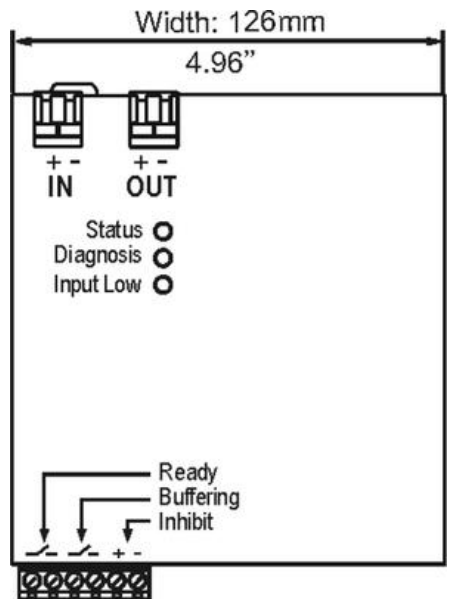 Width: 126mm
4.96”
+ - + -
IN OUT
Status
Diagnosis
Input Low
Ready
Buffering
Inhibit
+ -